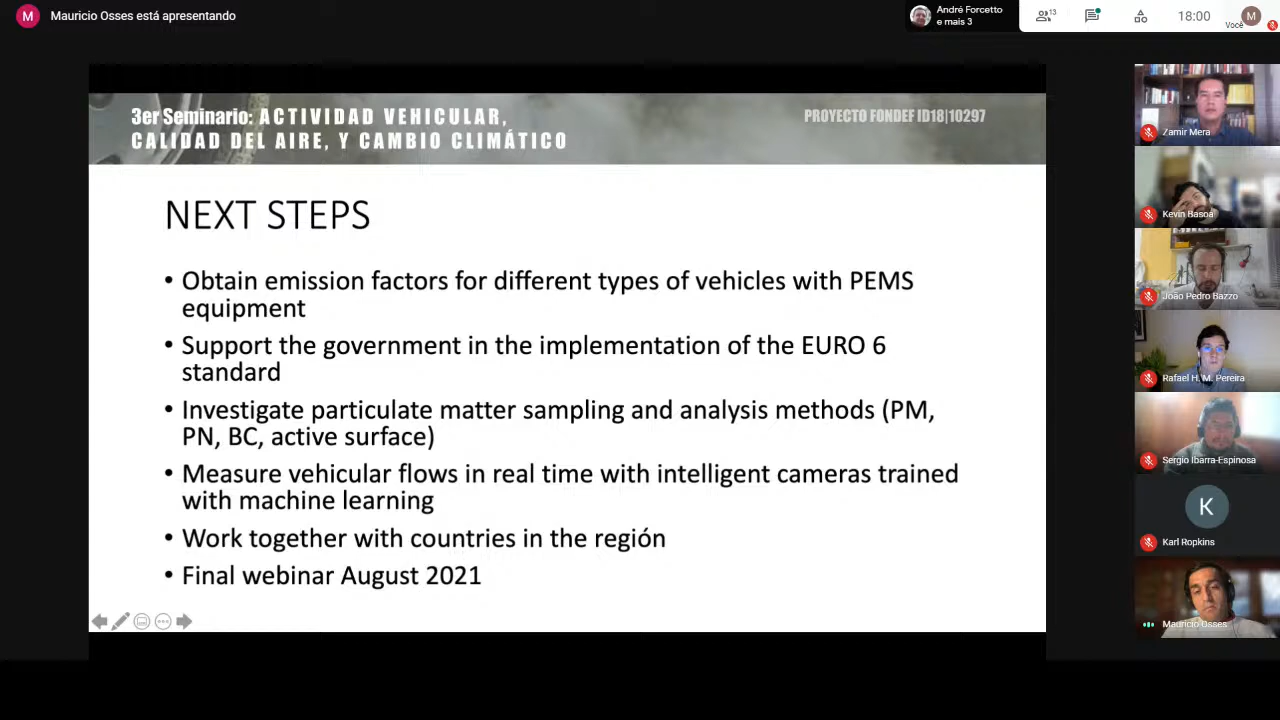 M
Mauricio Osses está apresentando
André Forcetto
e mais 3
13
18:00
Você
M
3er Seminario: ACTIVIDAD VEHICULAR,
CALIDAD DEL AIRE, Y CAMBIO CLIMÁTICO
PROYECTO FONDEF ID18|10297
NEXT STEPS
• Obtain emission factors for different types of vehicles with PEMS
equipment
• Support the government in the implementation of the EURO 6
standard
• Investigate particulate matter sampling and analysis methods (PM,
PN, BC, active surface)
• Measure vehicular flows in real time with intelligent cameras trained
with machine learning
• Work together with countries in the región
• Final webinar August 2021
Zamir Mera
Kevin Basoa
João Pedro Bazzo
Rafael H. M. Pereira
Sergio Ibarra-Espinosa
K
Karl Ropkins
Mauricio Osses